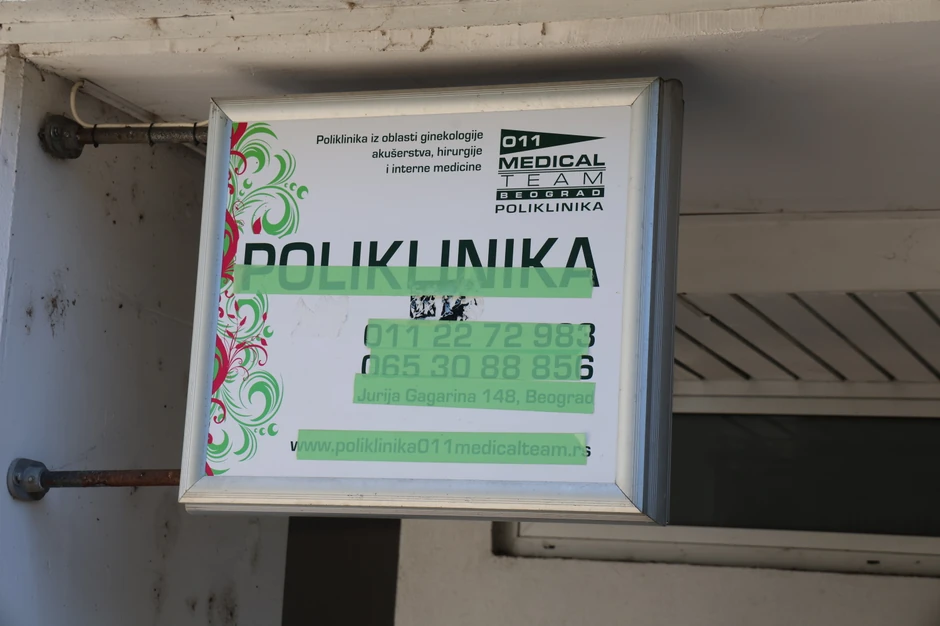 Poliklinika iz oblasti ginekologije
akušerstva, hirurgije
i interne medicine
011
MEDICAL
TEAM
BEOGRAD
POLIKLINIKA
POLIKLINIKA
011 22 72 983
065 30 88 856
Jurija Gagarina 148, Beograd
www.poliklinika011medicalteam.rs